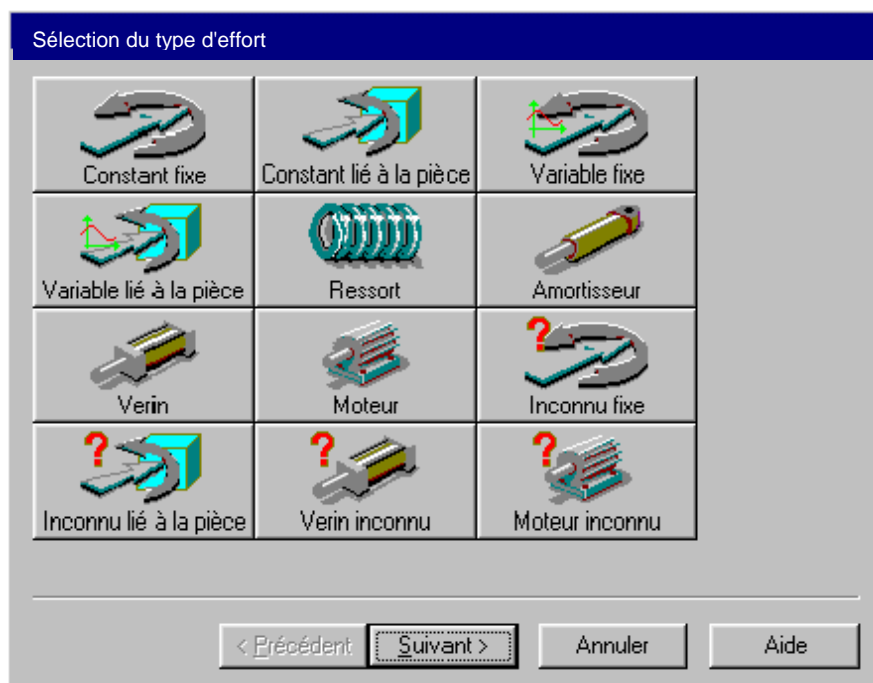 Sélection du type d'effort
Constant fixe
Constant lié à la pièce
Variable fixe
Variable lié à la pièce
Ressort
Amortisseur
Verin
Moteur
Inconnu fixe
Inconnu lié à la pièce
Verin inconnu
Moteur inconnu
< Précédent
Suivant >
Annuler
Aide